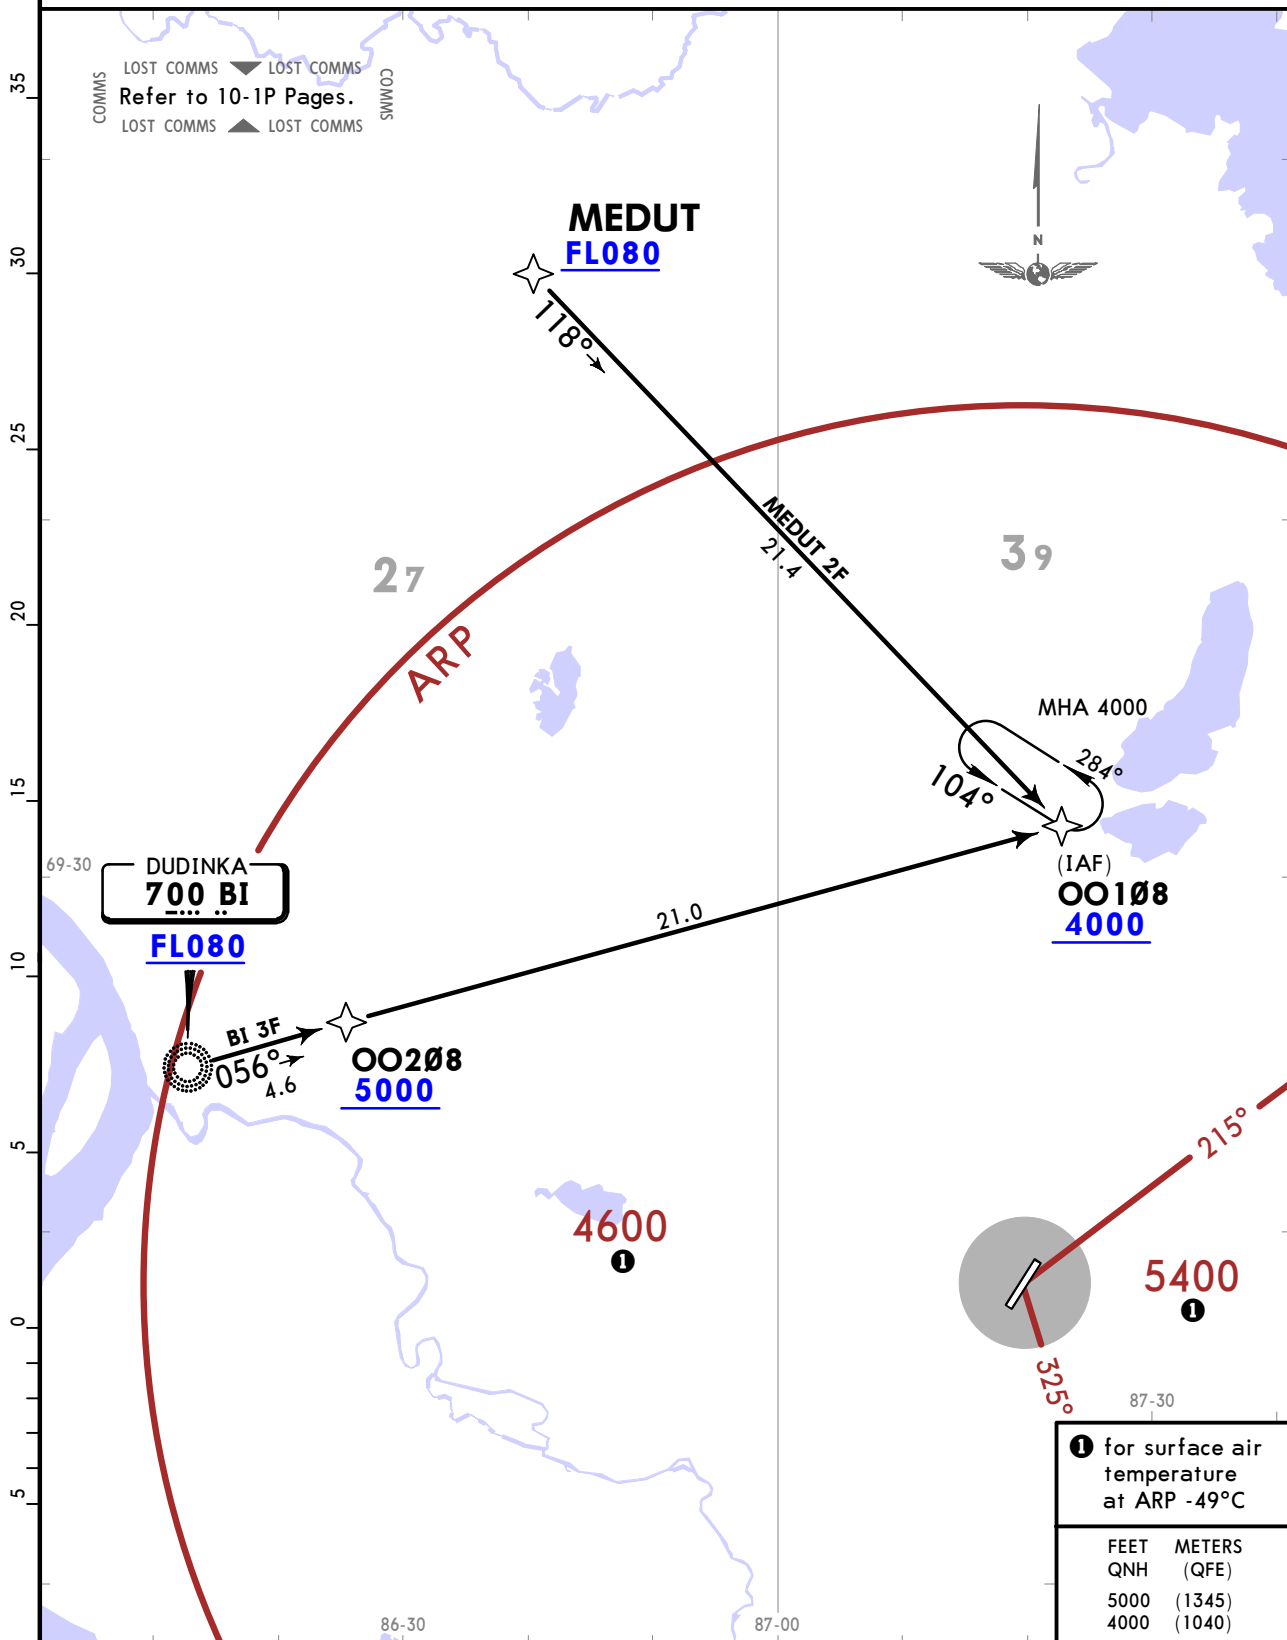 35
30
25
20
15
10
5
0
5
LOST COMMS LOST COMMS
COMMS
Refer to 10-1P Pages.
COMMS
LOST COMMS LOST COMMS
N
MEDUT
FL080
118°
MEDUT 2F
21.4
27
39
ARP
MHA 4000
284°
104°
(IAF)
OO1Ø8
4000
69-30
DUDINKA
700 BI
FL080
21.0
BI 3F
056°
4.6
OO2Ø8
5000
4600
1
215°
5400
1
325°
87-30
1 for surface air
temperature
at ARP -49°C
FEET METERS
QNH (QFE)
5000 (1345)
4000 (1040)
86-30
87-00